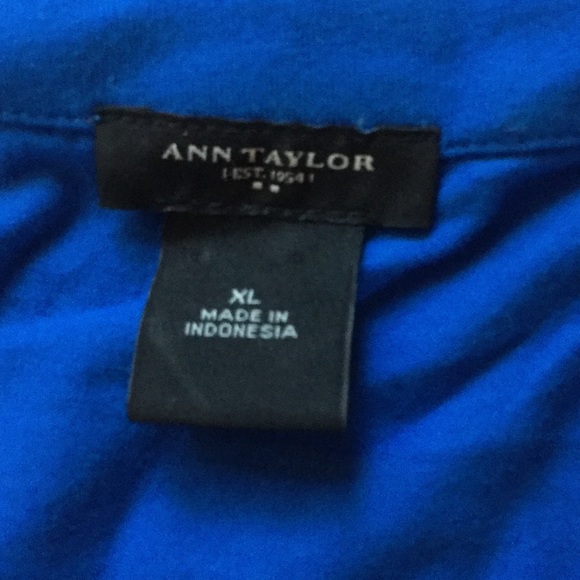 ANN TAYLOR
EST. 1954
XL
MADE IN
INDONESIA